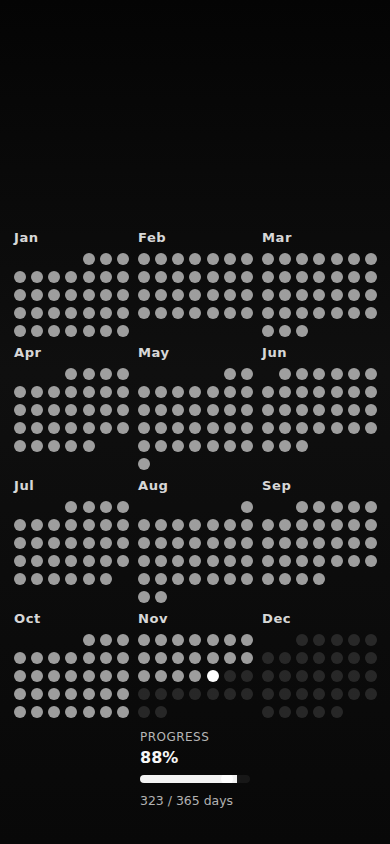 Jan Feb Mar
Apr May Jun
Jul Aug Sep
Oct Nov Dec
PROGRESS
88%
323 / 365 days